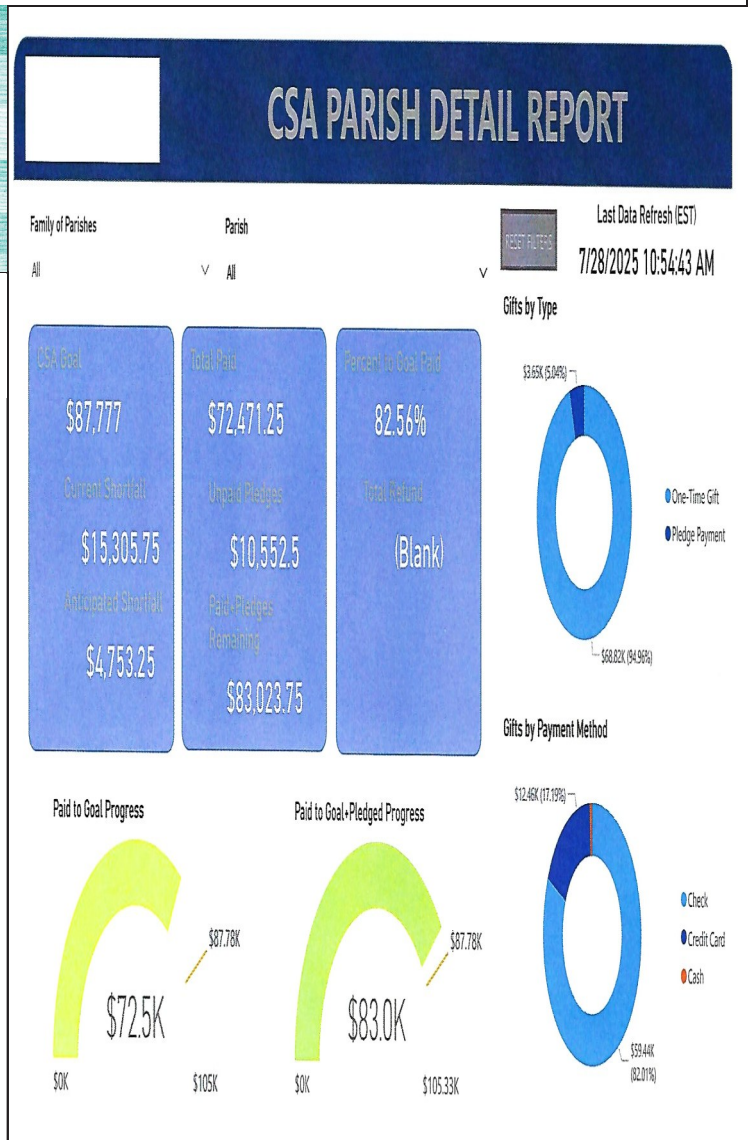 CSA PARISH DETAIL REPORT
Family of Parishes
All
Parish
All
RESET FILTERS
Last Data Refresh (EST)
7/28/2025 10:54:43 AM
CSA Goal
$87,777
Current Shortfall
$15,305.75
Anticipated Shortfall
$4,753.25
Total Paid
$72,471.25
Unpaid Pledges
$10,552.5
Paid+Pledges
Remaining
$83,023.75
Percent to Goal Paid
82.56%
Total Refund
(Blank)
Gifts by Type
$3.65K (5.04%)
One-Time Gift
Pledge Payment
$68.82K (94.96%)
Gifts by Payment Method
$12.46K (17.19%)
Check
Credit Card
Cash
$59.44K
(82.01%)
Paid to Goal Progress
$87.78K
$72.5K
$0K
$105K
Paid to Goal+Pledged Progress
$87.78K
$83.0K
$0K
$105.33K